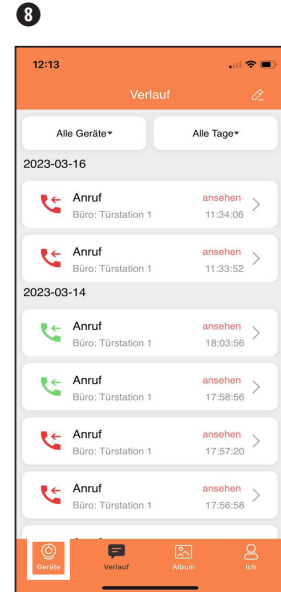 8
12:13
Verlauf
Alle Geräte▾ Alle Tage▾
2023-03-16
Anruf ansehen
Büro: Türstation 1 11:34:06
Anruf ansehen
Büro: Türstation 1 11:33:52
2023-03-14
Anruf ansehen
Büro: Türstation 1 18:03:56
Anruf ansehen
Büro: Türstation 1 17:58:56
Anruf ansehen
Büro: Türstation 1 17:57:20
Anruf ansehen
Büro: Türstation 1 17:56:58
Geräte Verlauf Album Ich